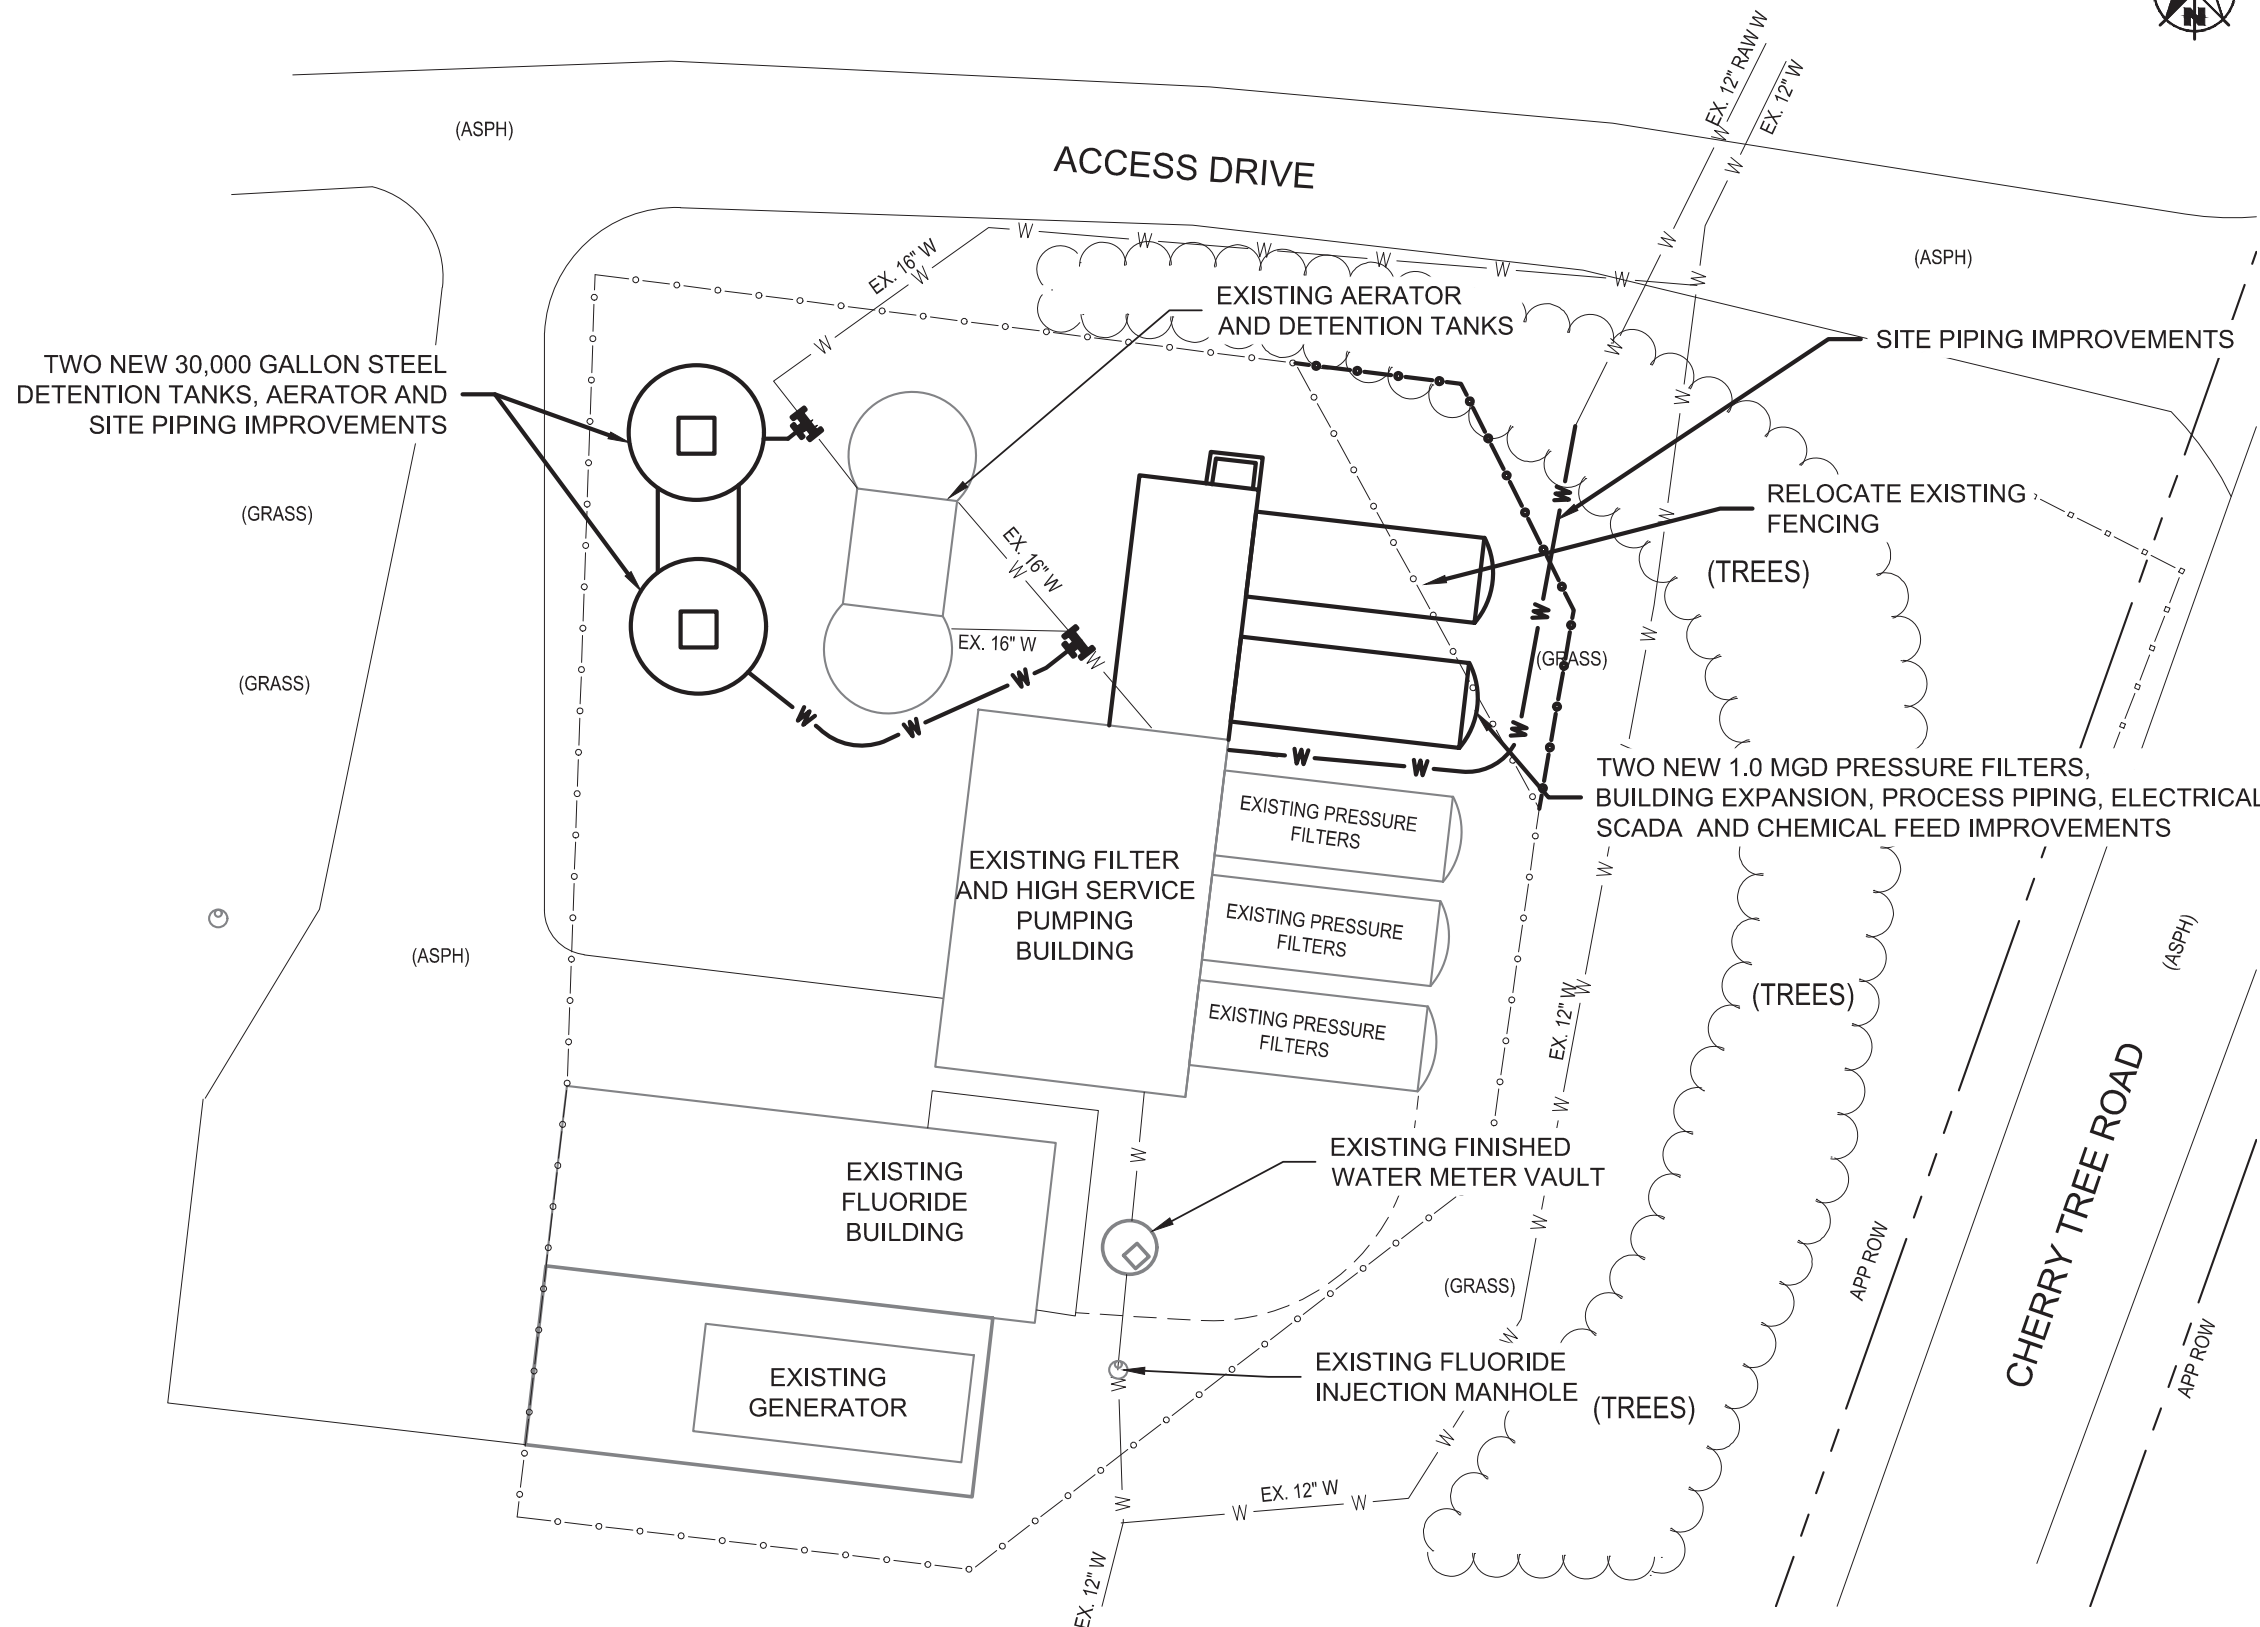 N
EX. 12" RAW W
EX. 12" W
(ASPH)
ACCESS DRIVE
(ASPH)
EX. 16" W
EXISTING AERATOR
AND DETENTION TANKS
SITE PIPING IMPROVEMENTS
TWO NEW 30,000 GALLON STEEL
DETENTION TANKS, AERATOR AND
SITE PIPING IMPROVEMENTS
RELOCATE EXISTING
FENCING
(GRASS)
EX. 16" W
(TREES)
EX. 16" W
(GRASS)
(GRASS)
TWO NEW 1.0 MGD PRESSURE FILTERS,
BUILDING EXPANSION, PROCESS PIPING, ELECTRICAL
SCADA AND CHEMICAL FEED IMPROVEMENTS
EXISTING PRESSURE
FILTERS
EXISTING FILTER
AND HIGH SERVICE
PUMPING
BUILDING
EXISTING PRESSURE
FILTERS
(ASPH)
(ASPH)
EX. 12" W
(TREES)
EXISTING PRESSURE
FILTERS
EXISTING FINISHED
WATER METER VAULT
EXISTING
FLUORIDE
BUILDING
CHERRY TREE ROAD
APP ROW
(GRASS)
EXISTING FLUORIDE
INJECTION MANHOLE
(TREES)
APP ROW
EXISTING
GENERATOR
EX. 12" W
EX. 12" W